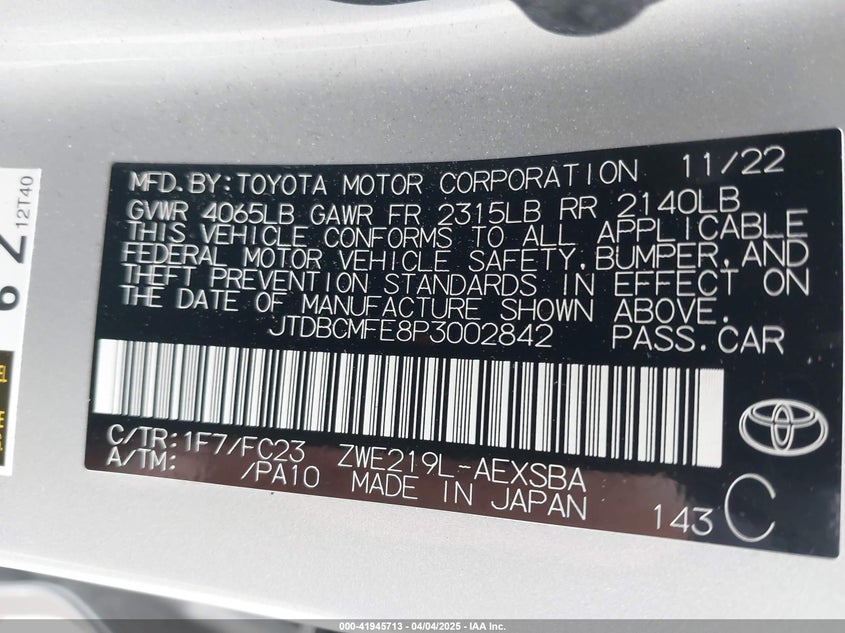 MFD.BY:TOYOTA MOTOR CORPORATION 11/22
GVWR 4065LB GAWR FR 2315LB RR 2140LB
THIS VEHICLE CONFORMS TO ALL APPLICABLE
FEDERAL MOTOR VEHICLE SAFETY,BUMPER,AND
THEFT PREVENTION STANDARDS IN EFFECT ON
THE DATE OF MANUFACTURE SHOWN ABOVE.
JTDBCMFE8P3002842 PASS.CAR
C/TR:1F7/FC23 ZWE219L-AEXSBA
A/TM: /PA10 MADE IN JAPAN
143 C
12T40
000-41945713 - 04/04/2025 - IAA Inc.